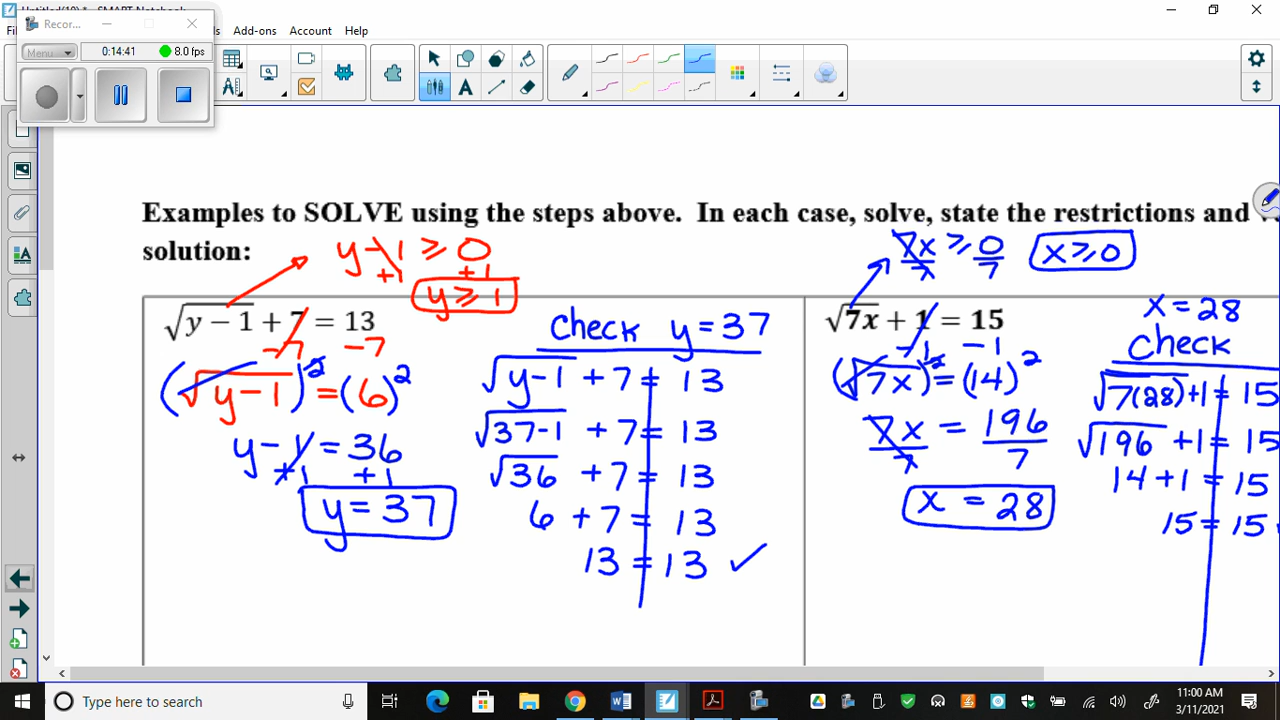 Untitled(10) * - SMART Notebook
Recor...
Add-ons Account Help
Menu
0:14:41 8.0 fps
Examples to SOLVE using the steps above. In each case, solve, state the restrictions and
solution:
y - 1 ≥ 0
+1 +1
y ≥ 1
√(y − 1) + 7 = 13
-7 -7
(√(y-1))² = (6)²
y - 1 = 36
+1 +1
y = 37
check y = 37
√(y-1) + 7 = 13
√(37-1) + 7 = 13
√36 + 7 = 13
6 + 7 = 13
13 = 13 ✓
7x ≥ 0
7 7
x ≥ 0
√7x + 1 = 15
-1 -1
(√7x)² = (14)²
7x = 196
7 7
x = 28
x = 28
check
√7(28) + 1 = 15
√196 + 1 = 15
14 + 1 = 15
15 = 15
Type here to search
11:00 AM
3/11/2021